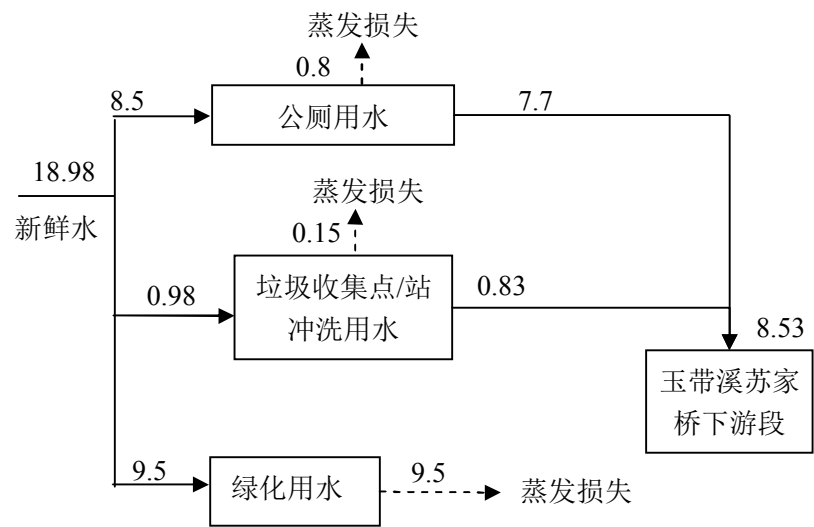 蒸发损失
0.8
8.5
公厕用水
7.7
18.98
新鲜水
蒸发损失
0.15
0.98
垃圾收集点/站
冲洗用水
0.83
8.53
玉带溪苏家
桥下游段
9.5
绿化用水
9.5
蒸发损失